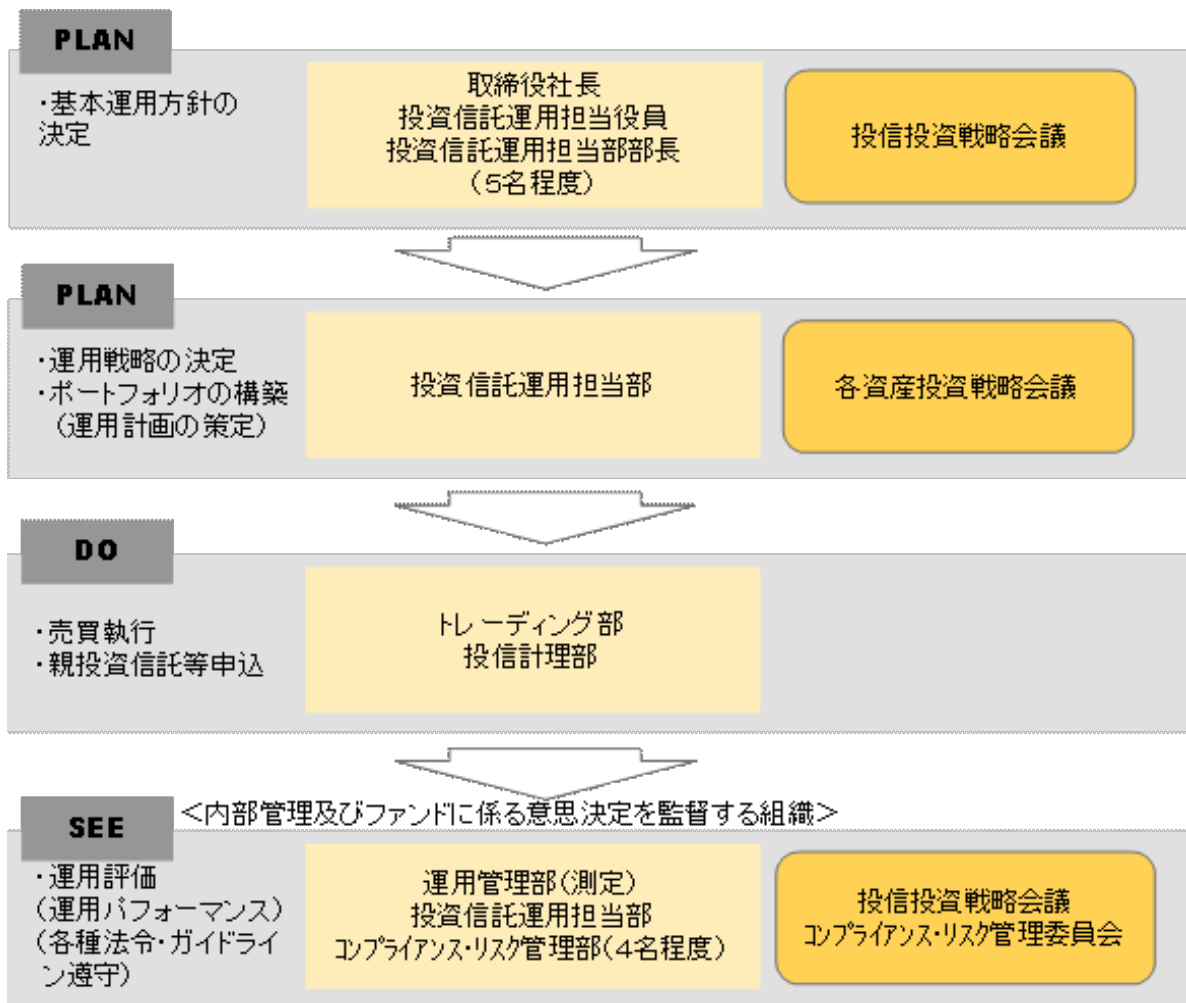 PLAN
・基本運用方針の
決定
取締役社長
投資信託運用担当役員
投資信託運用担当部部長
(5名程度)
投信投資戦略会議
PLAN
・運用戦略の決定
・ポートフォリオの構築
(運用計画の策定)
投資信託運用担当部
各資産投資戦略会議
DO
・売買執行
・親投資信託等申込
トレーディング部
投信計理部
SEE
<内部管理及びファンドに係る意思決定を監督する組織>
・運用評価
(運用パフォーマンス)
(各種法令・ガイドライ
ン遵守)
運用管理部(測定)
投資信託運用担当部
コンプライアンス・リスク管理部(4名程度)
投信投資戦略会議
コンプライアンス・リスク管理委員会